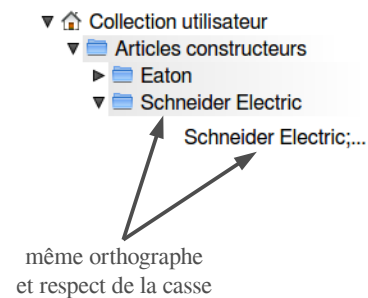 Collection utilisateur
Articles constructeurs
Eaton
Schneider Electric
Schneider Electric;...
même orthographe
et respect de la casse